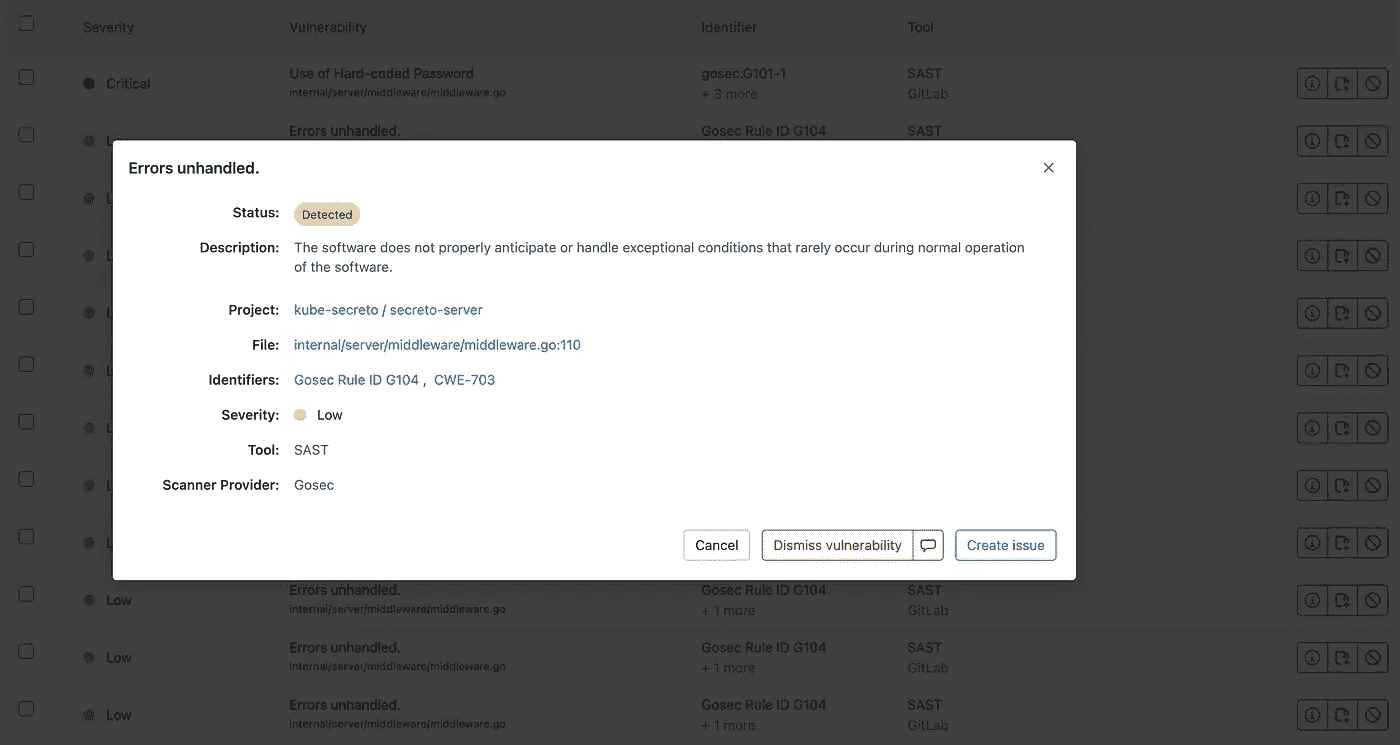 Severity Vulnerability Identifier Tool
Critical Use of Hard-coded Password gosec.G101-1 SAST
internal/server/middleware/middleware.go + 3 more GitLab
Errors unhandled. Gosec Rule ID G104 SAST
Errors unhandled.
Status: Detected
Description: The software does not properly anticipate or handle exceptional conditions that rarely occur during normal operation
of the software.
Project: kube-secreto / secreto-server
File: internal/server/middleware/middleware.go:110
Identifiers: Gosec Rule ID G104 , CWE-703
Severity: Low
Tool: SAST
Scanner Provider: Gosec
Cancel Dismiss vulnerability Create issue
Low Errors unhandled. Gosec Rule ID G104 SAST
internal/server/middleware/middleware.go + 1 more GitLab
Low Errors unhandled. Gosec Rule ID G104 SAST
internal/server/middleware/middleware.go + 1 more GitLab
Low Errors unhandled. Gosec Rule ID G104 SAST
internal/server/middleware/middleware.go + 1 more GitLab